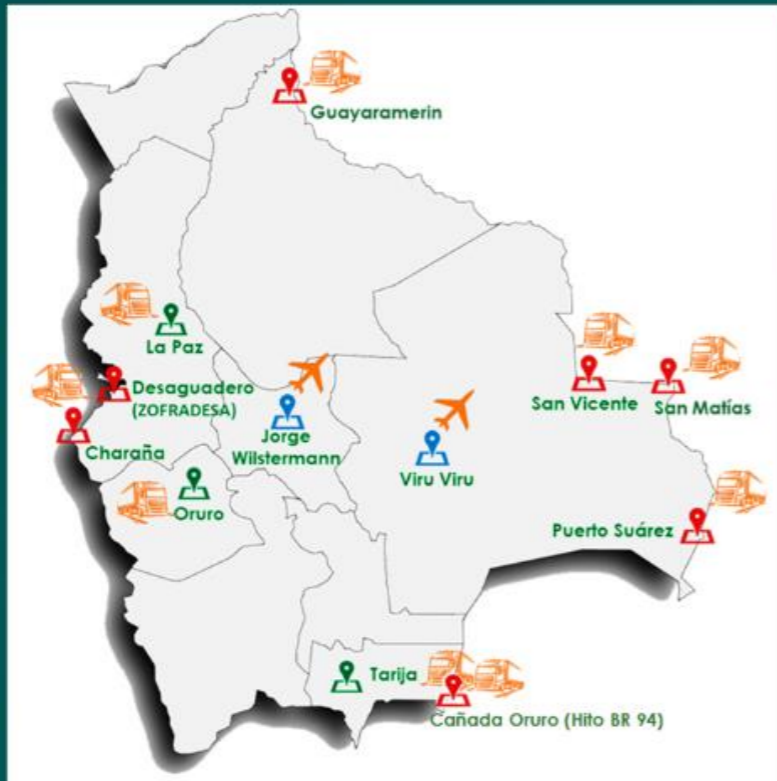 Guayaramerin
La Paz
Desaguadero
(ZOFRADESA)
Charaña
Jorge
Wilstermann
Viru Viru
San Vicente
San Matías
Oruro
Puerto Suárez
Tarija
Cañada Oruro (Hito BR 94)